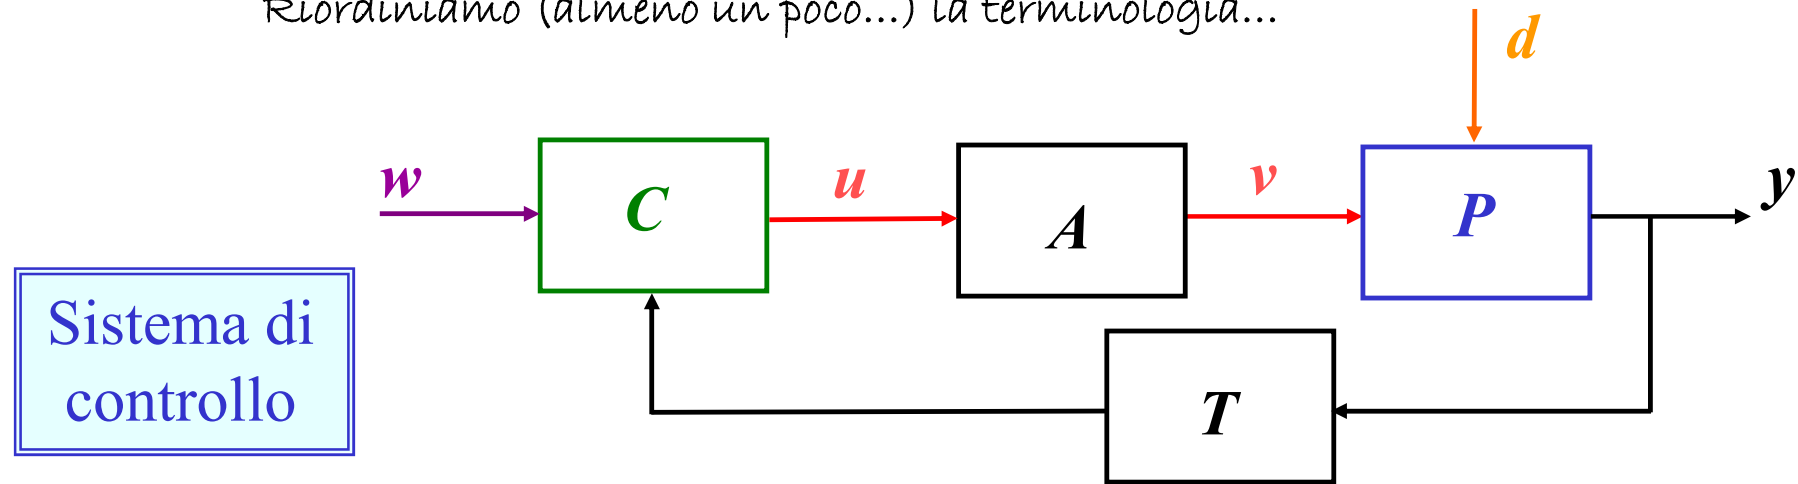 Riordiniamo (almeno un poco...) la terminologia...
d
w
u
v
y
C
A
P
Sistema di
controllo
T